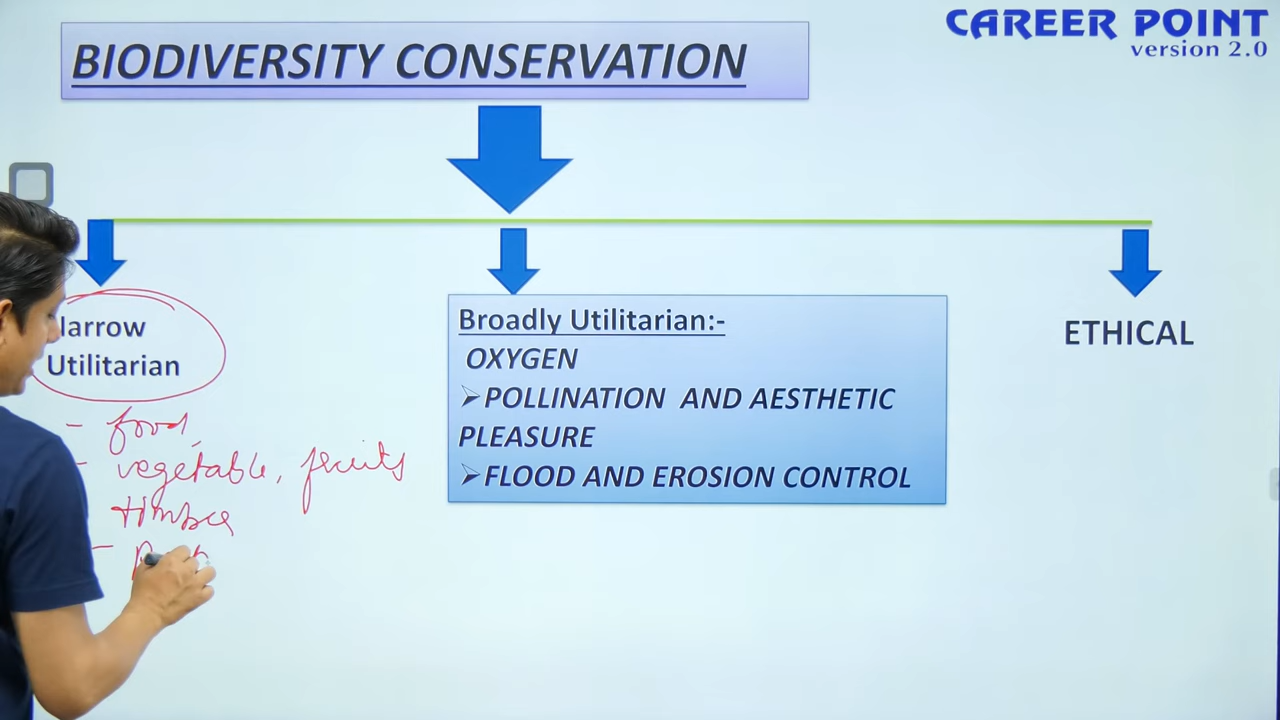 CAREER POINT
version 2.0
BIODIVERSITY CONSERVATION
Narrow
Utilitarian
- food,
- vegetable, fruits
timber
Broadly Utilitarian:-
OXYGEN
➢POLLINATION AND AESTHETIC
PLEASURE
➢FLOOD AND EROSION CONTROL
ETHICAL